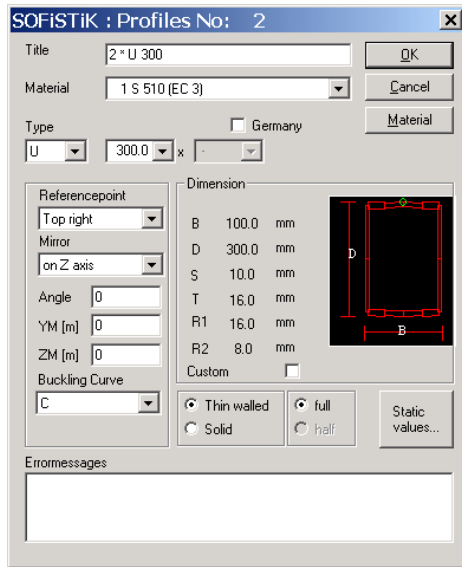 SOFiSTiK : Profiles No: 2
Title
2 * U 300
OK
Material
1 S 510 (EC 3)
Cancel
Material
Type
Germany
U
300.0
x
-
Referencepoint
Top right
Mirror
on Z axis
Angle
0
YM [m]
0
ZM [m]
0
Buckling Curve
C
Dimension
B 100.0 mm
D 300.0 mm
S 10.0 mm
T 16.0 mm
R1 16.0 mm
R2 8.0 mm
Custom
D
B
Thin walled
Solid
full
half
Static
values...
Errormessages